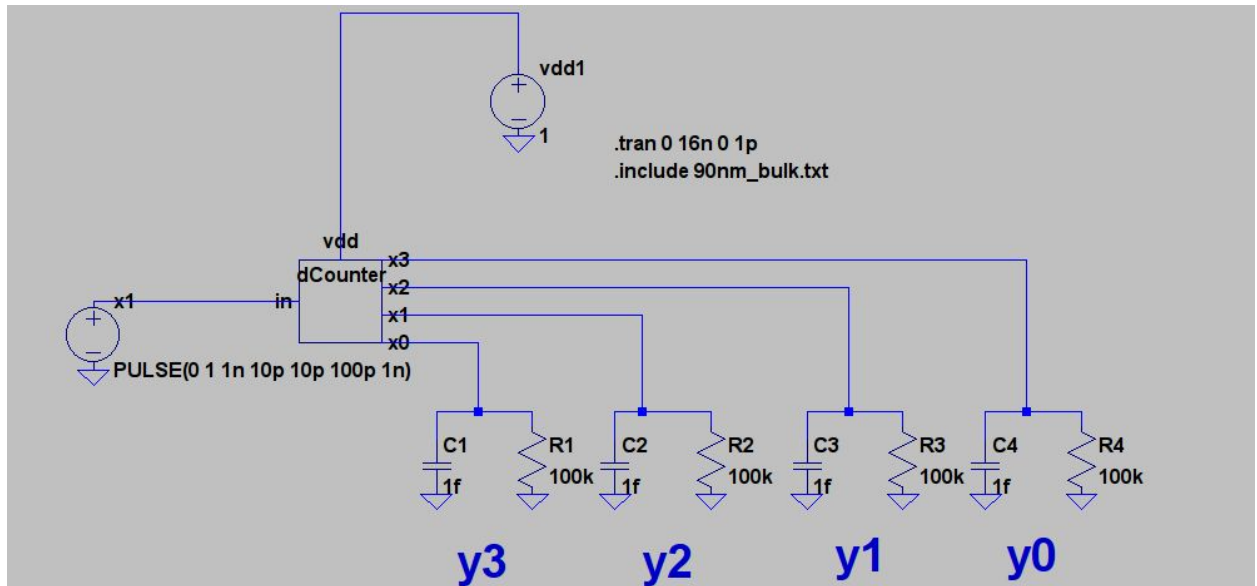 vdd1
1
.tran 0 16n 0 1p
.include 90nm_bulk.txt
vdd
dCounter
x3
x2
x1
x0
in
x1
PULSE(0 1 1n 10p 10p 100p 1n)
C1
1f
R1
100k
C2
1f
R2
100k
C3
1f
R3
100k
C4
1f
R4
100k
y3
y2
y1
y0